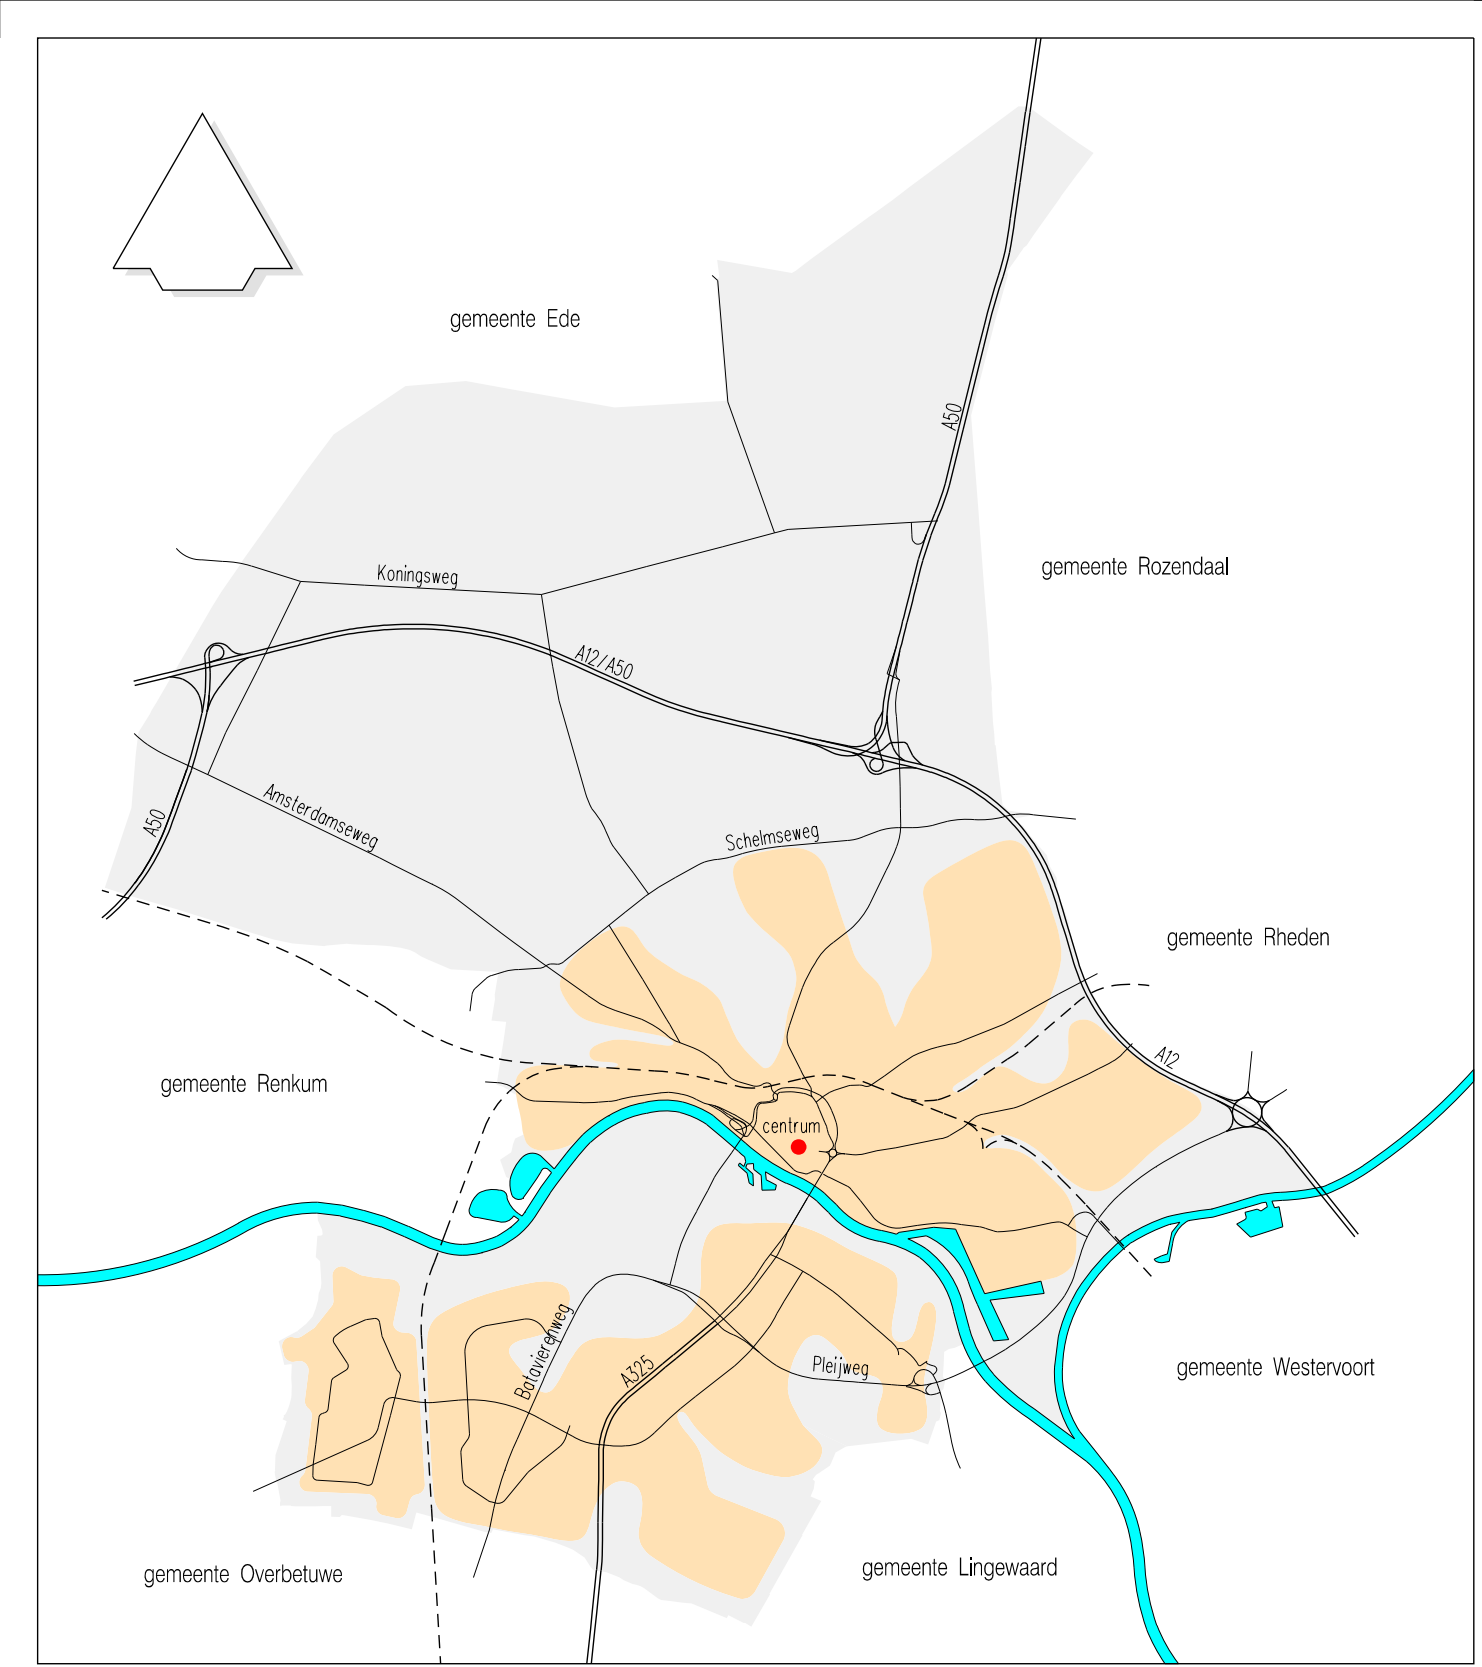 gemeente Ede
A50
gemeente Rozendaal
Koningsweg
A12/A50
Amsterdamseweg
A50
Schelmseweg
gemeente Rheden
A12
gemeente Renkum
centrum
Batavierenweg
A325
Pleijweg
gemeente Westervoort
gemeente Overbetuwe
gemeente Lingewaard